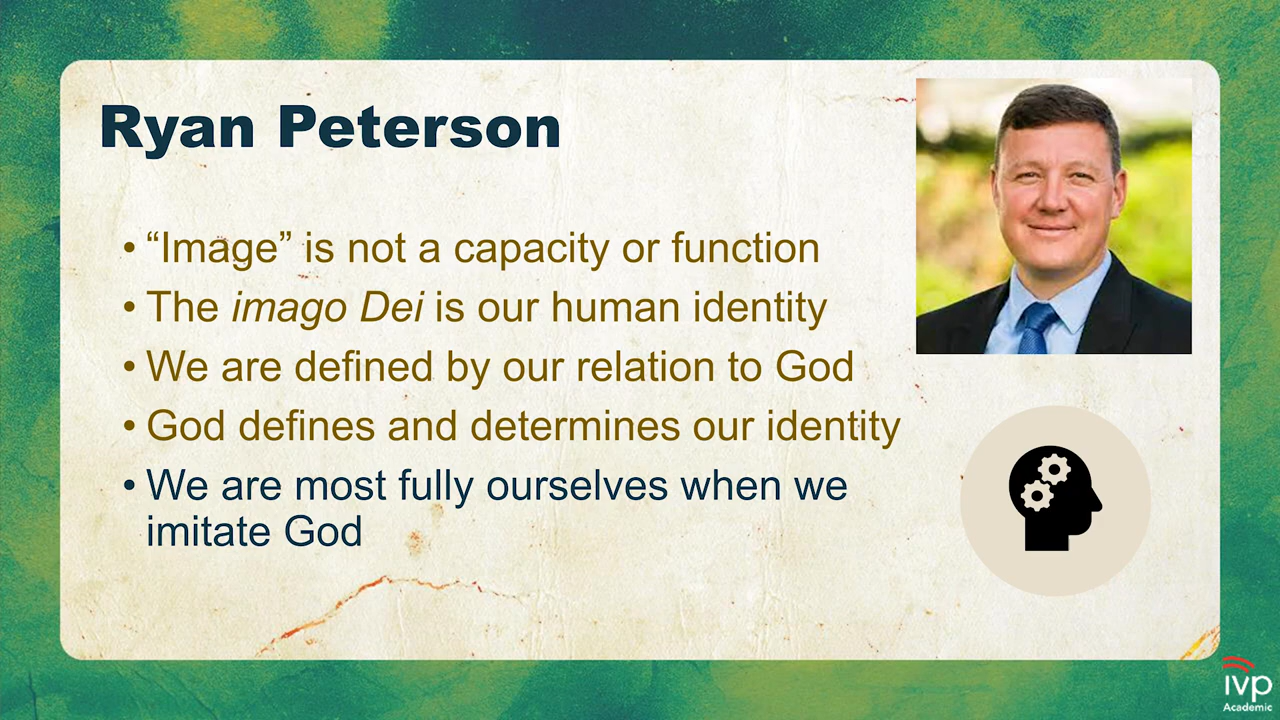 Ryan Peterson
• “Image” is not a capacity or function
• The imago Dei is our human identity
• We are defined by our relation to God
• God defines and determines our identity
• We are most fully ourselves when we
imitate God
ivp
Academic